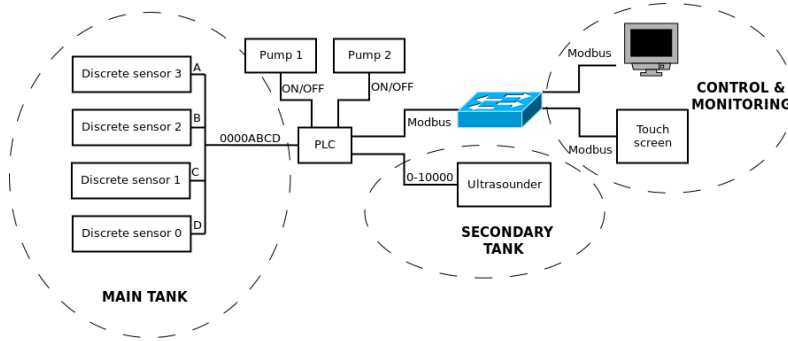 Pump 1
Pump 2
Modbus
A
Discrete sensor 3
ON/OFF
ON/OFF
CONTROL &
MONITORING
B
Discrete sensor 2
Modbus
0000ABCD
PLC
Touch
screen
Modbus
C
Discrete sensor 1
0-10000
Ultrasounder
D
Discrete sensor 0
SECONDARY
TANK
MAIN TANK